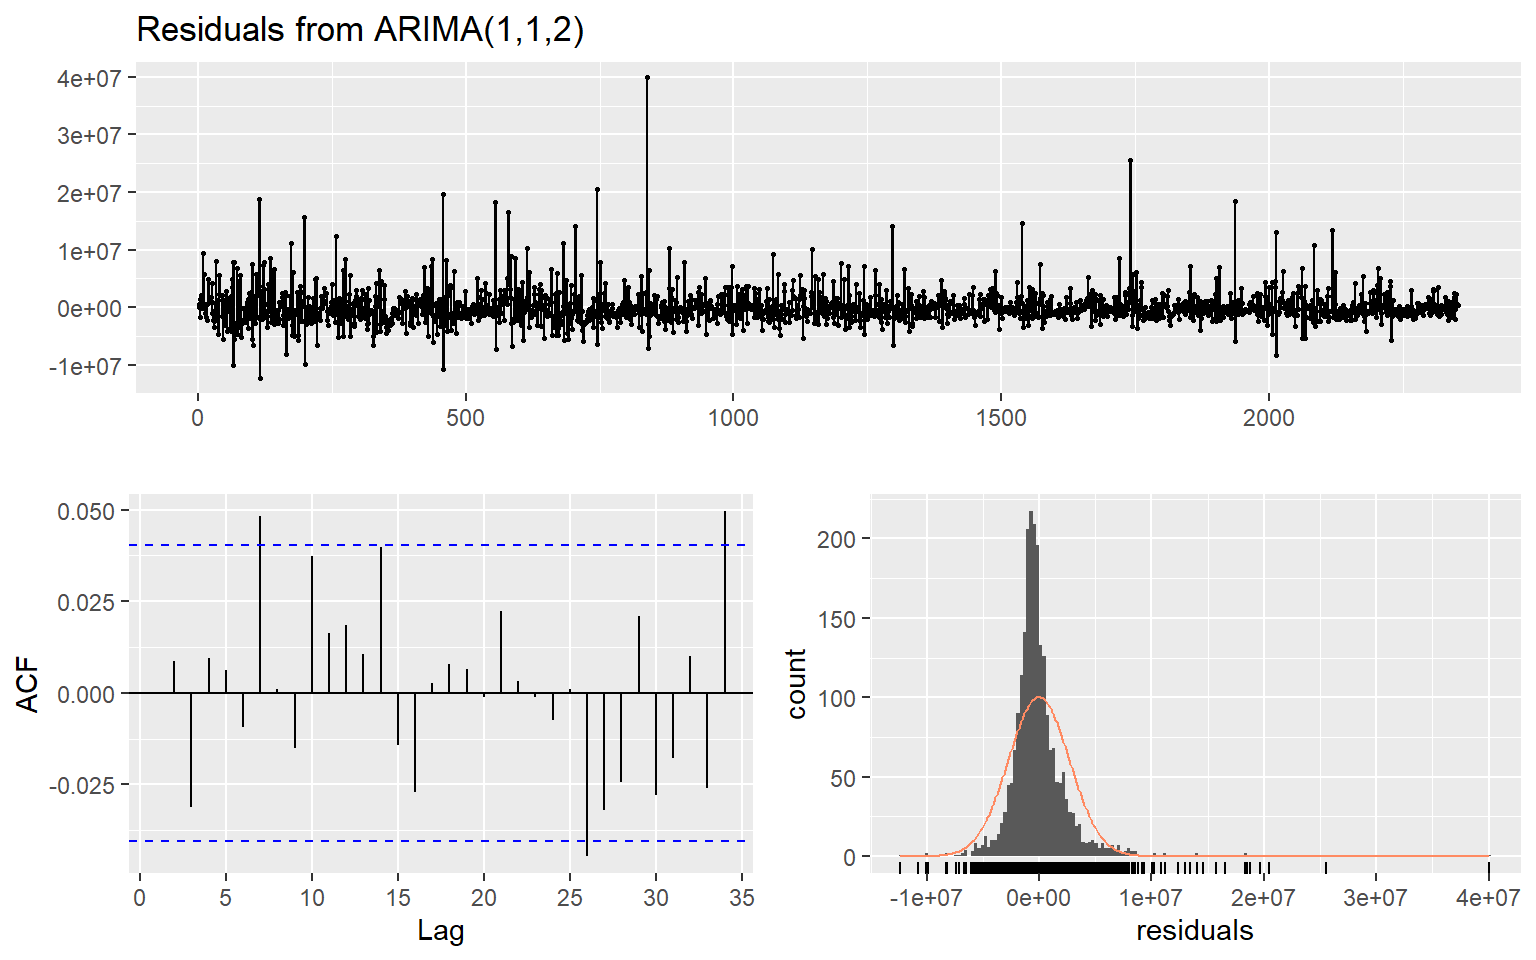 Residuals from ARIMA(1,1,2)
4e+07
3e+07
2e+07
1e+07
0e+00
-1e+07
0 500 1000 1500 2000
ACF
0.050
0.025
0.000
-0.025
0 5 10 15 20 25 30 35
Lag
count
200
150
100
50
0
-1e+07 0e+00 1e+07 2e+07 3e+07 4e+07
residuals